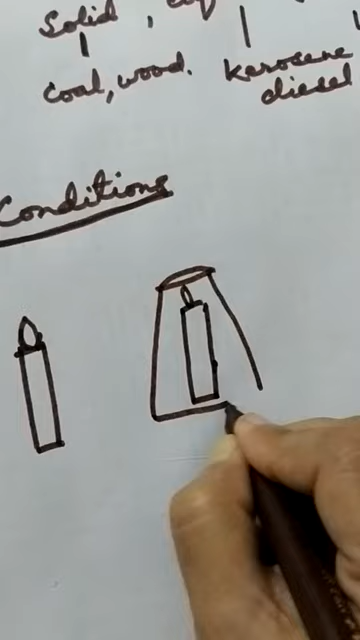 Solid,
coal, wood. Kerosene
diesel
Conditions